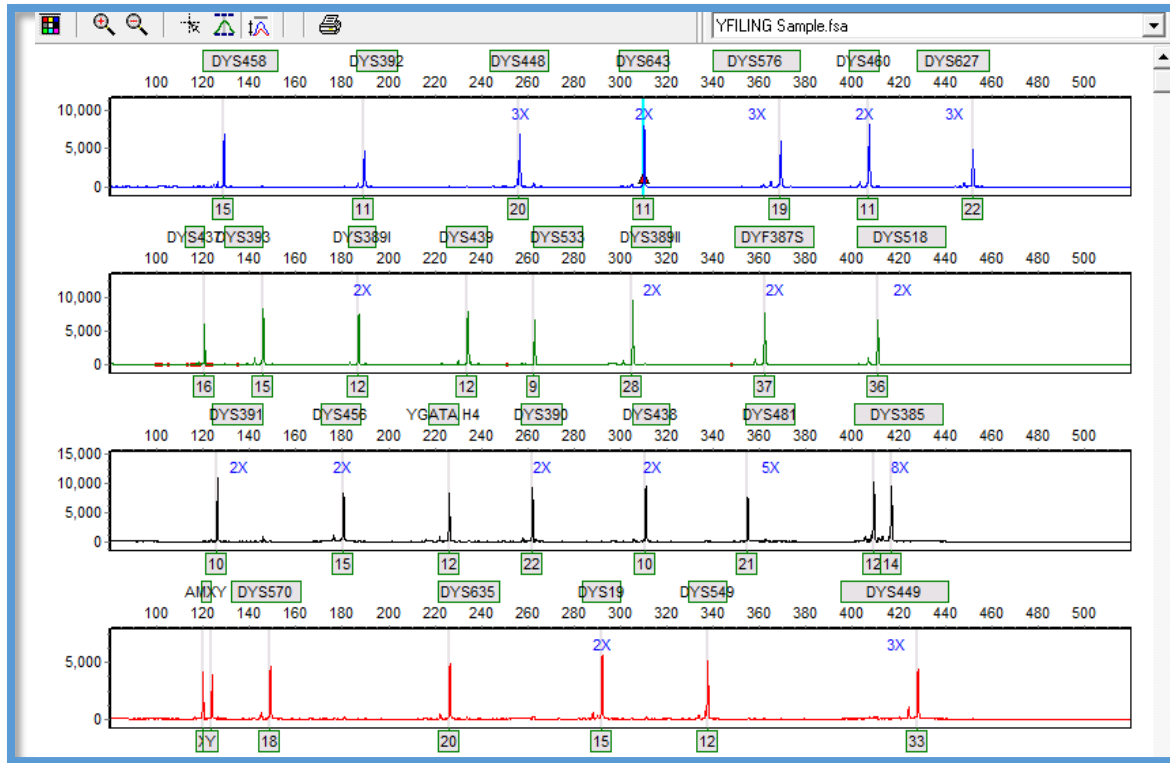 YFILING Sample.fsa
DYS458 DYS392 DYS448 DYS643 DYS576 DYS460 DYS627
100 120 140 160 180 200 220 240 260 280 300 320 340 360 380 400 420 440 460 480 500
10,000
3X 2X 3X 2X 3X
5,000
0
15 11 20 11 19 11 22
DYS437 DYS393 DYS389I DYS439 DYS533 DYS389II DYF387S DYS518
100 120 140 160 180 200 220 240 260 280 300 320 340 360 380 400 420 440 460 480 500
2X 2X 2X 2X
10,000
5,000
0
16 15 12 12 9 28 37 36
DYS391 DYS456 YGATA H4 DYS390 DYS438 DYS481 DYS385
100 120 140 160 180 200 220 240 260 280 300 320 340 360 380 400 420 440 460 480 500
15,000
2X 2X 2X 2X 5X 8X
10,000
5,000
0
10 15 12 22 10 21 12 14
AMXY DYS570 DYS635 DYS19 DYS549 DYS449
100 120 140 160 180 200 220 240 260 280 300 320 340 360 380 400 420 440 460 480 500
2X 3X
5,000
0
X Y 18 20 15 12 33